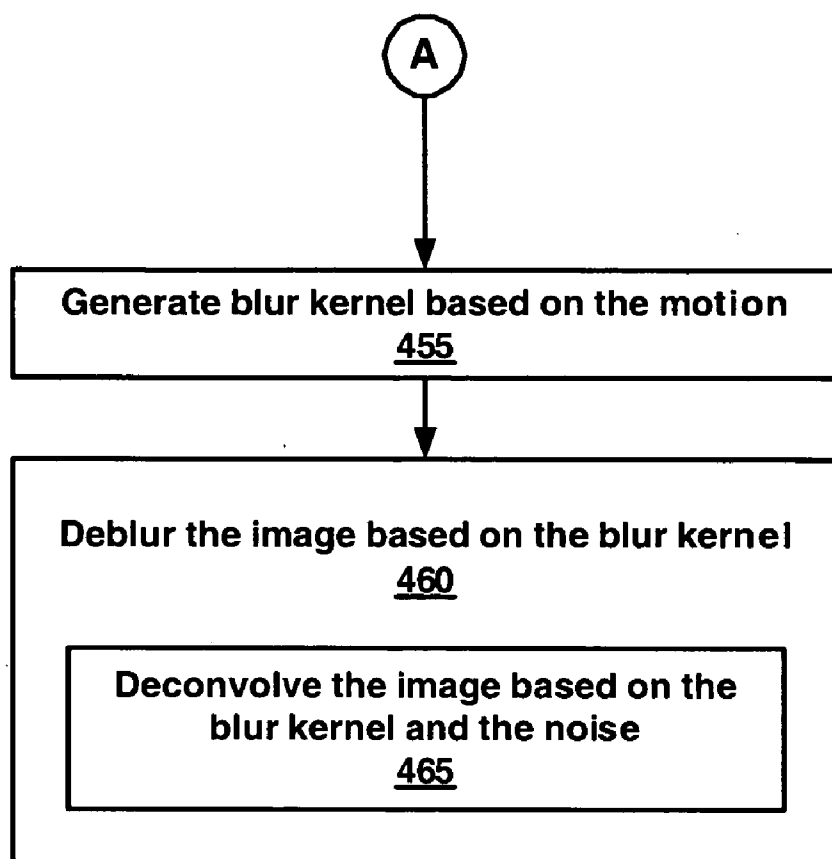 A
Generate blur kernel based on the motion
455
Deblur the image based on the blur kernel
460
Deconvolve the image based on the
blur kernel and the noise
465